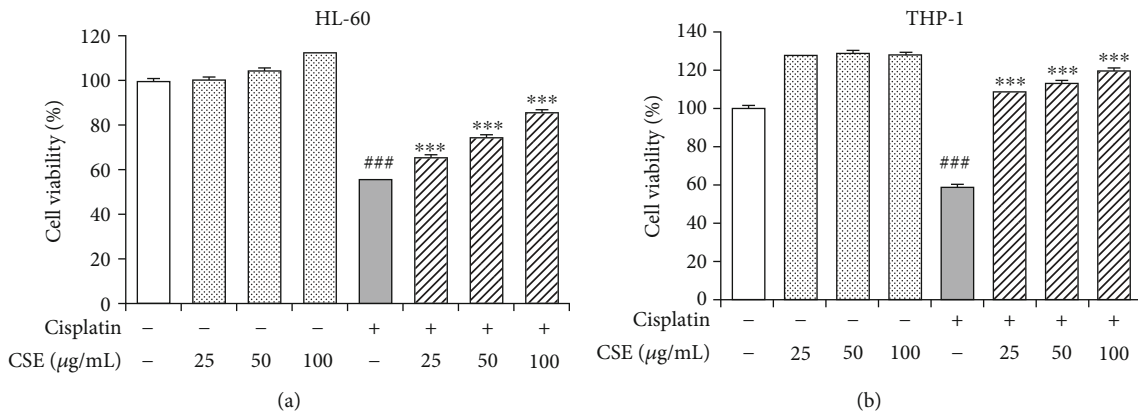 HL-60
120
100
80
60
40
20
0
Cell viability (%)
###
***
***
***
Cisplatin − − − − + + + +
CSE (μg/mL) − 25 50 100 − 25 50 100
(a)
THP-1
140
120
100
80
60
40
20
0
Cell viability (%)
###
***
***
***
Cisplatin − − − − + + + +
CSE (μg/mL) − 25 50 100 − 25 50 100
(b)